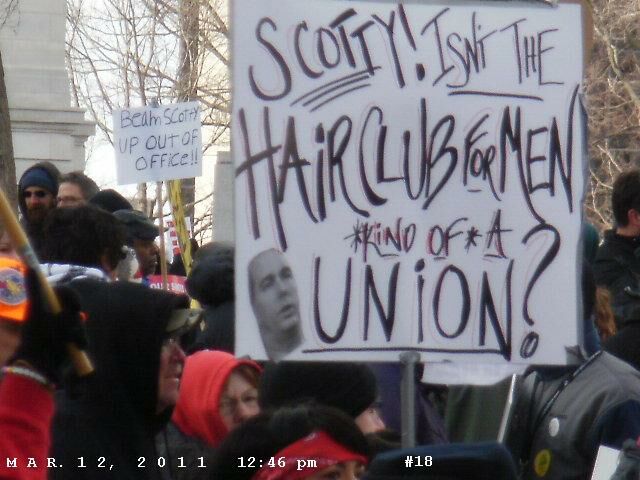 SCOTTY! ISN'T THE
HAIR CLUB FOR MEN
*KIND OF* A
UNION?
Beam SCOTTY
UP OUT OF
OFFICE!!
MAR. 12, 2011 12:46 pm #18